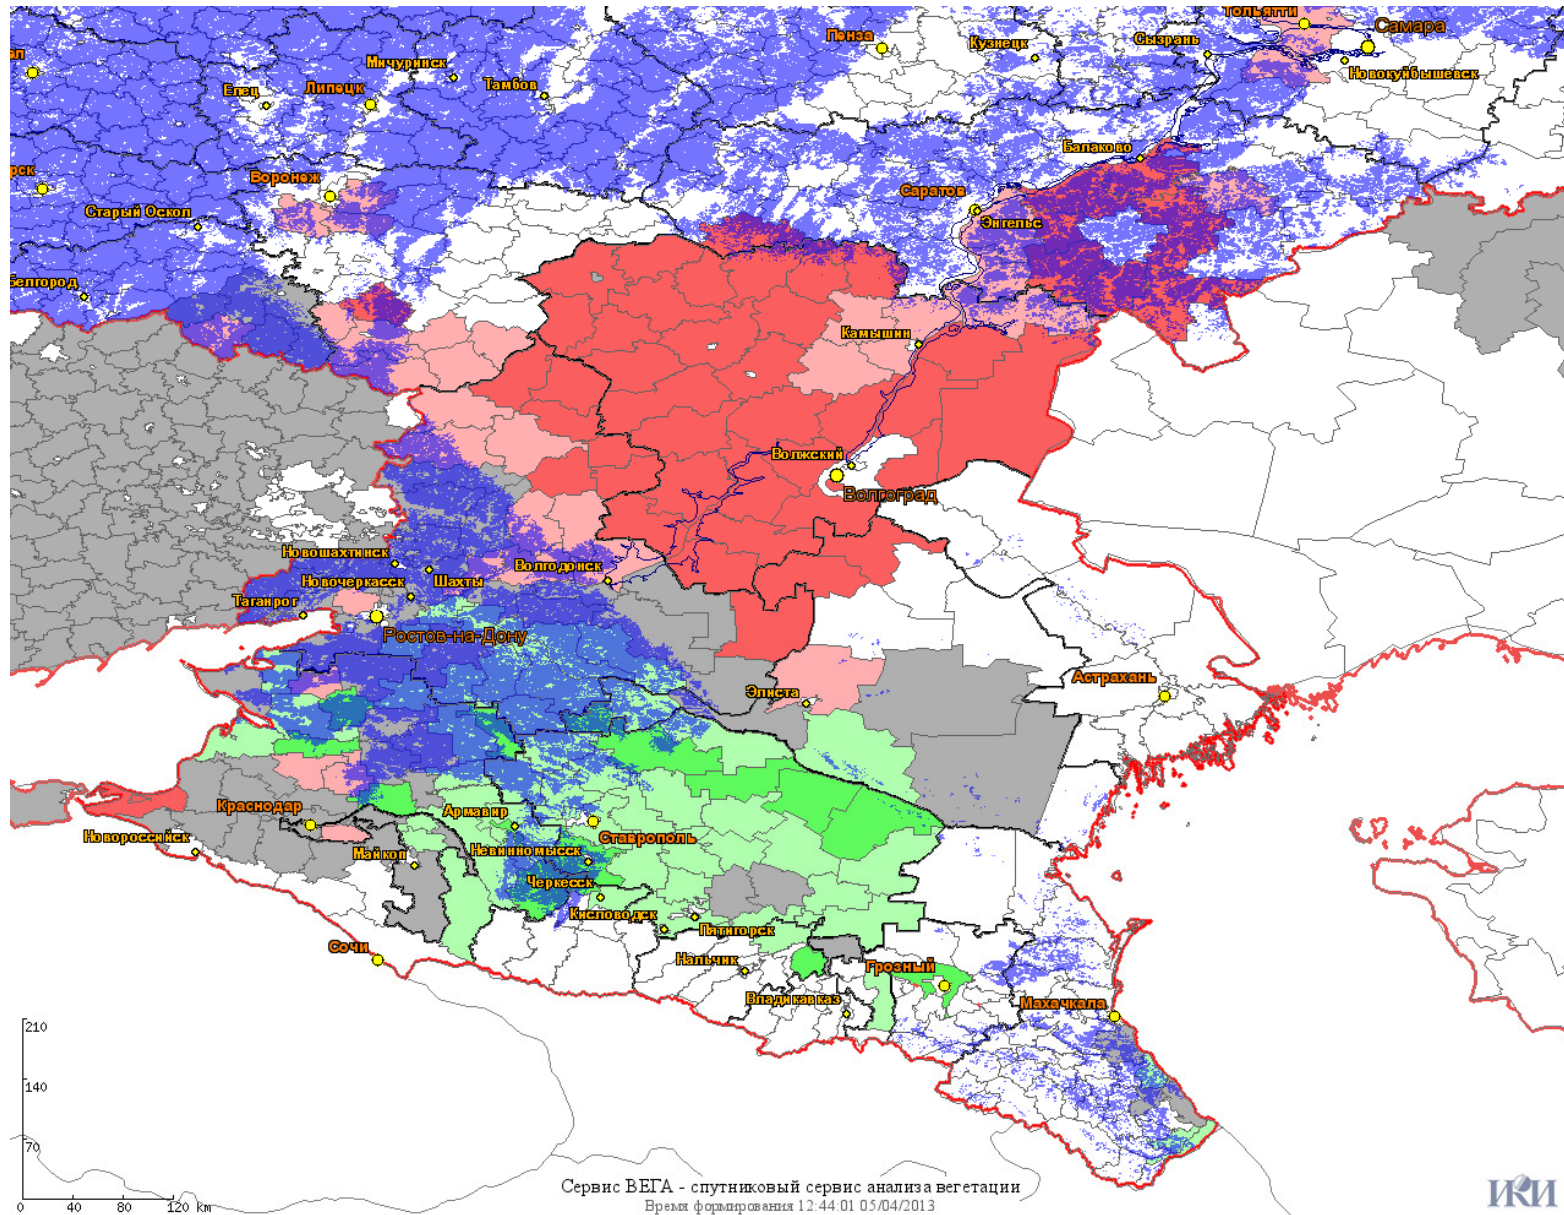 Тольятти
Самара
Пенза
Кузнецк
Сызрань
ел
Мичуринск
Новокуйбышевск
Елец
Липецк
Тамбов
Балаково
рск
Воронеж
Саратов
Старый Оскол
Энгельс
Белгород
Камышин
Волжский
Волгоград
Новошахтинск
Волгодонск
Новочеркасск
Шахты
Таганрог
Ростов-на-Дону
Элиста
Астрахань
Краснодар
Армавир
Новороссийск
Ставрополь
Майкоп
Невинномысск
Черкесск
Кисловодск
Пятигорск
Сочи
Нальчик
Грозный
Владикавказ
Махачкала
210
140
70
0 40 80 120 км
Сервис ВЕГА - спутниковый сервис анализа вегетации
Время формирования 12:44:01 05/04/2013
ИКИ